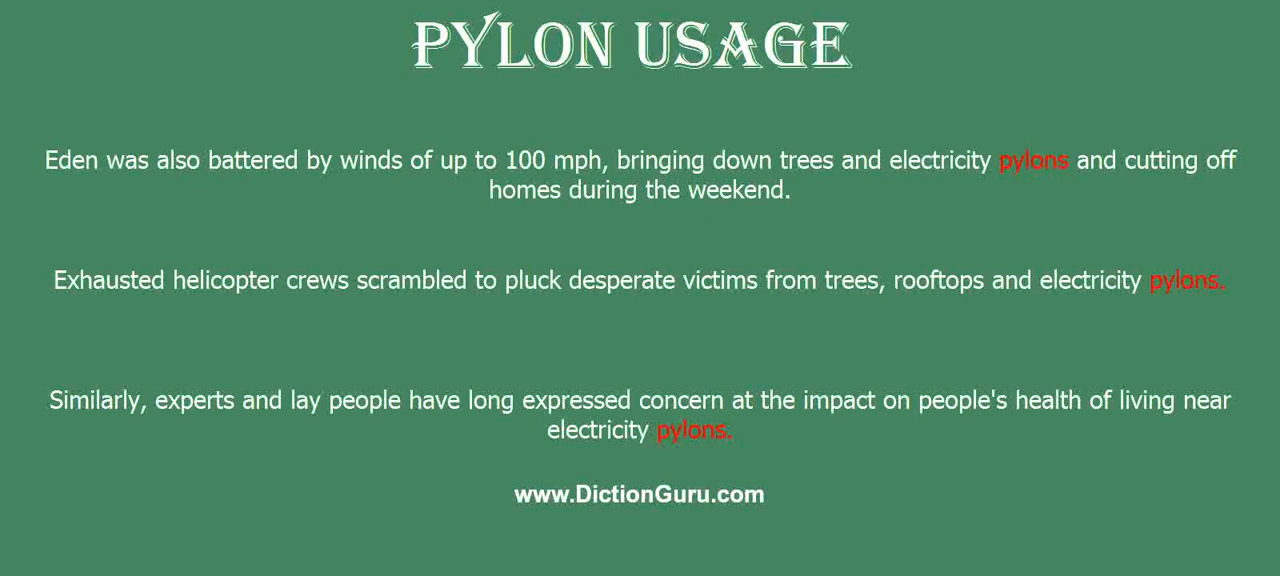 PYLON USAGE
Eden was also battered by winds of up to 100 mph, bringing down trees and electricity pylons and cutting off
homes during the weekend.
Exhausted helicopter crews scrambled to pluck desperate victims from trees, rooftops and electricity pylons.
Similarly, experts and lay people have long expressed concern at the impact on people's health of living near
electricity pylons.
www.DictionGuru.com